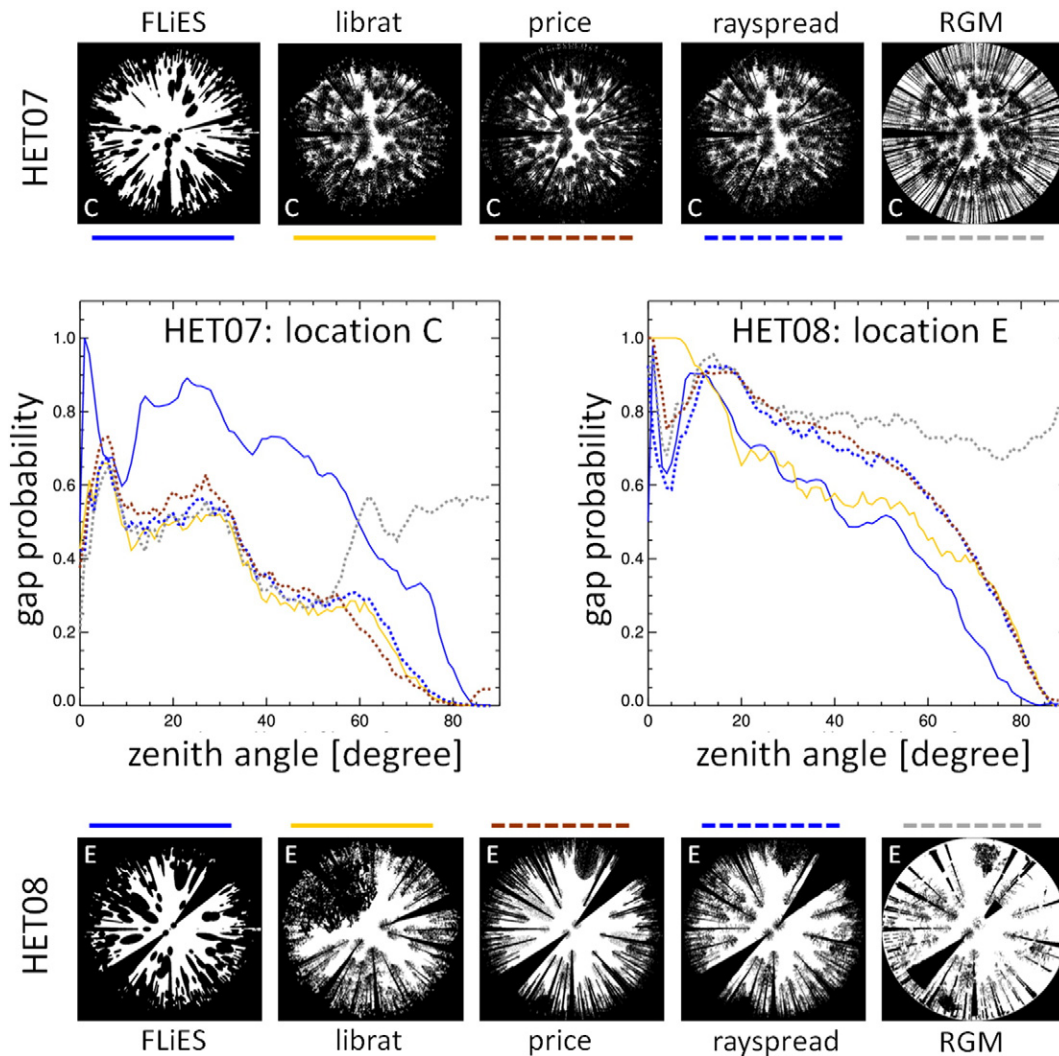 FLiES librat price rayspread RGM
HET07
C C C C C
HET07: location C
HET08: location E
gap probability
1.0
0.8
0.6
0.4
0.2
0.0
0 20 40 60 80
zenith angle [degree]
gap probability
1.0
0.8
0.6
0.4
0.2
0.0
0 20 40 60 80
zenith angle [degree]
HET08
E E E E E
FLiES librat price rayspread RGM